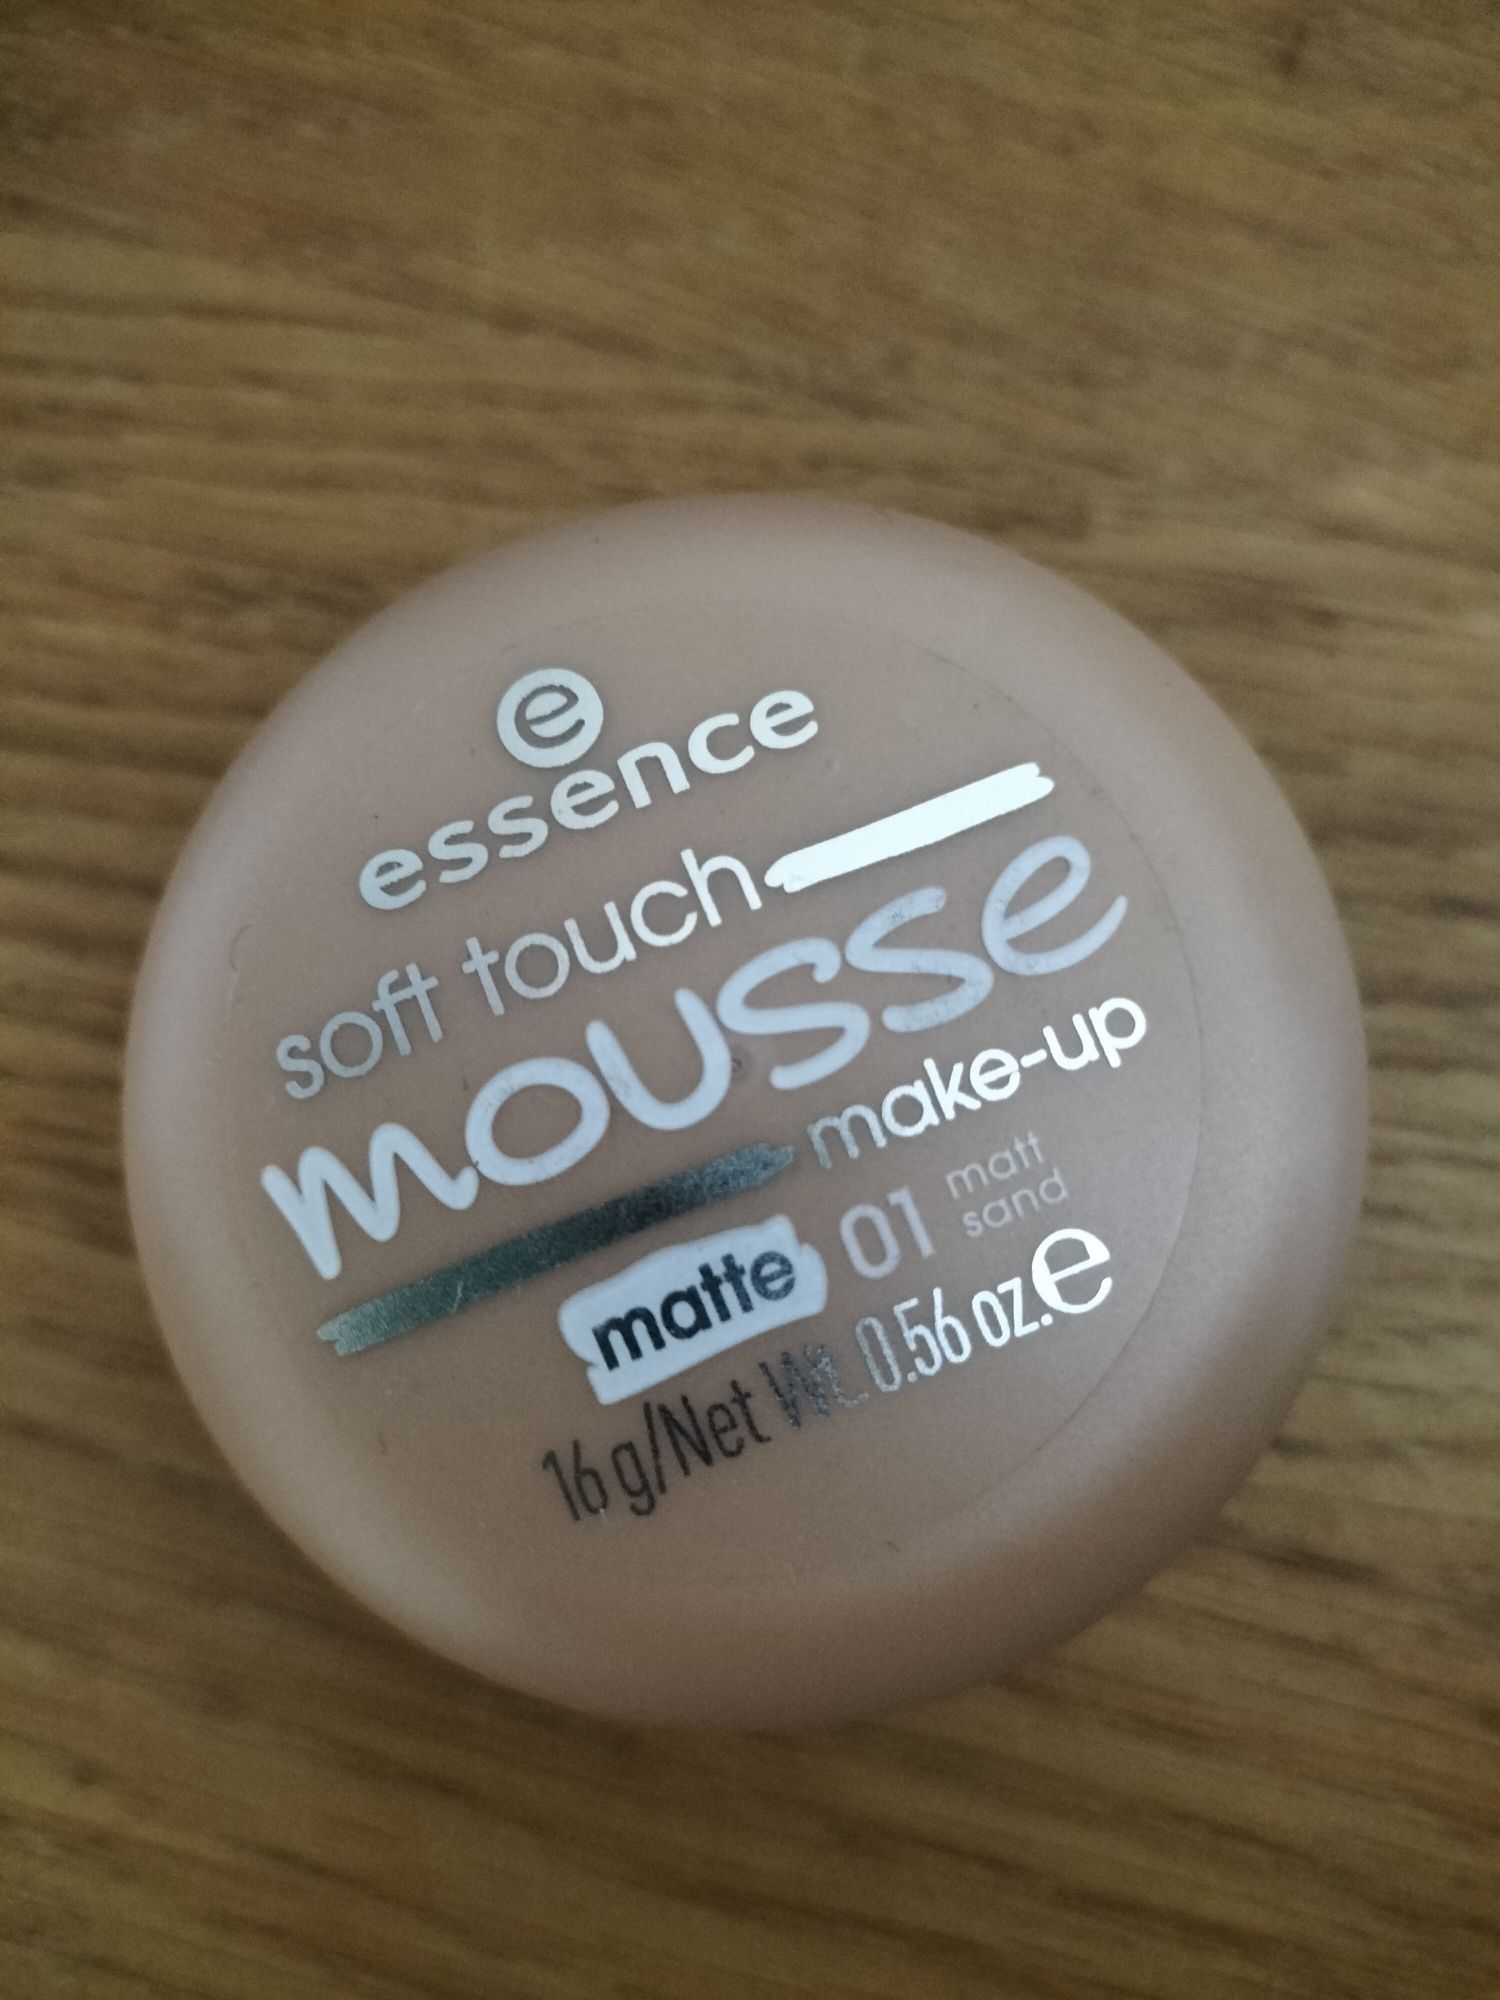 e
essence
soft touch
mousse
make-up
matte 01 matt
sand
16 g/Net Wt. 0.56 oz. e